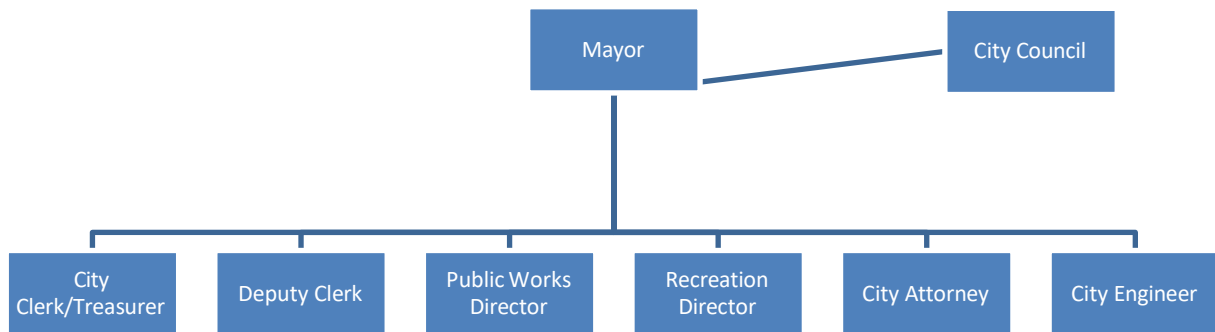 Mayor
City Council
City
Clerk/Treasurer
Deputy Clerk
Public Works
Director
Recreation
Director
City Attorney
City Engineer